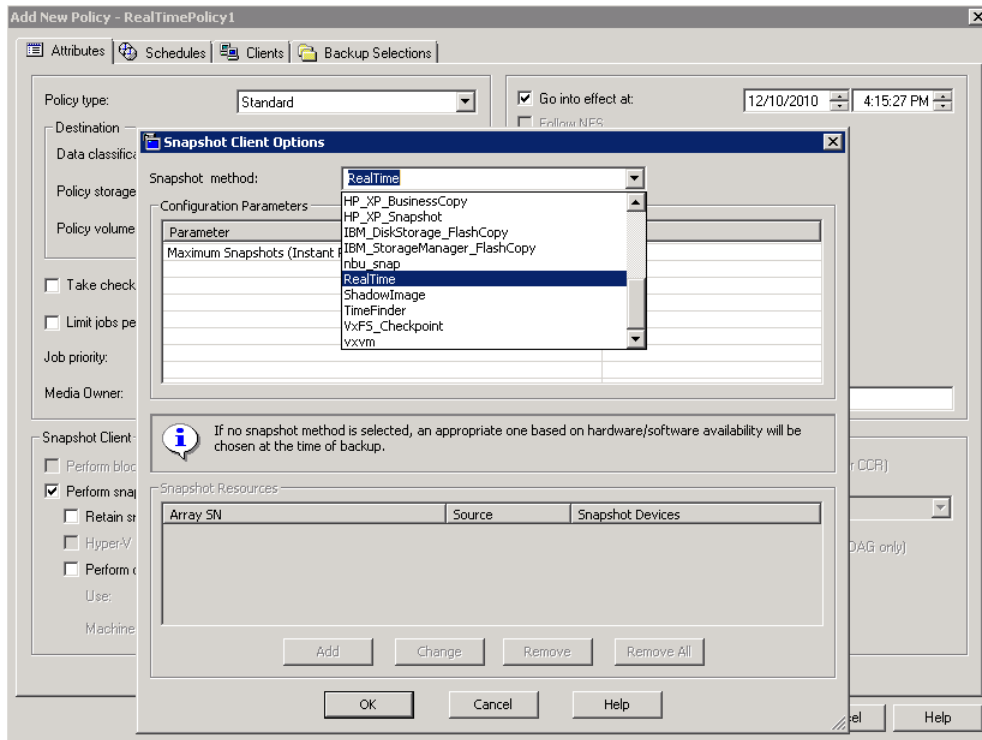 Add New Policy - RealTimePolicy1
Attributes Schedules Clients Backup Selections
Policy type: Standard
Go into effect at: 12/10/2010 4:15:27 PM
Follow NFS
Destination
Data classifica
Policy storage
Policy volume
Take check
Limit jobs pe
Job priority:
Media Owner:
Snapshot Client
Perform bloc
Perform snap
Retain sn
Hyper-V
Perform o
Use:
Machine
Snapshot Client Options
Snapshot method: RealTime
Configuration Parameters
Parameter
Maximum Snapshots (Instant R
HP_XP_BusinessCopy
HP_XP_Snapshot
IBM_DiskStorage_FlashCopy
IBM_StorageManager_FlashCopy
nbu_snap
RealTime
ShadowImage
TimeFinder
VxFS_Checkpoint
vxvm
If no snapshot method is selected, an appropriate one based on hardware/software availability will be
chosen at the time of backup.
Snapshot Resources
Array SN Source Snapshot Devices
Add Change Remove Remove All
OK Cancel Help
r CCR)
DAG only)
el Help